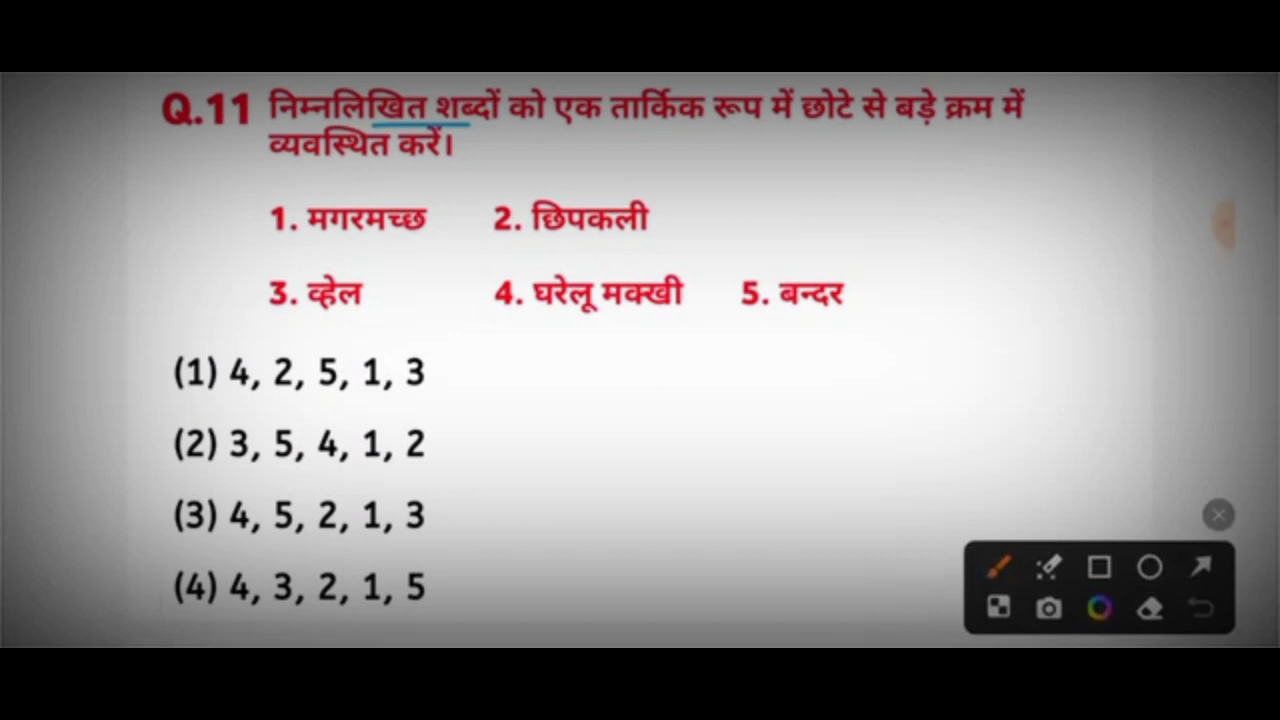 Q.11 निम्नलिखित शब्दों को एक तार्किक रूप में छोटे से बड़े क्रम में
व्यवस्थित करें।
1. मगरमच्छ 2. छिपकली
3. व्हेल 4. घरेलू मक्खी 5. बन्दर
(1) 4, 2, 5, 1, 3
(2) 3, 5, 4, 1, 2
(3) 4, 5, 2, 1, 3
(4) 4, 3, 2, 1, 5